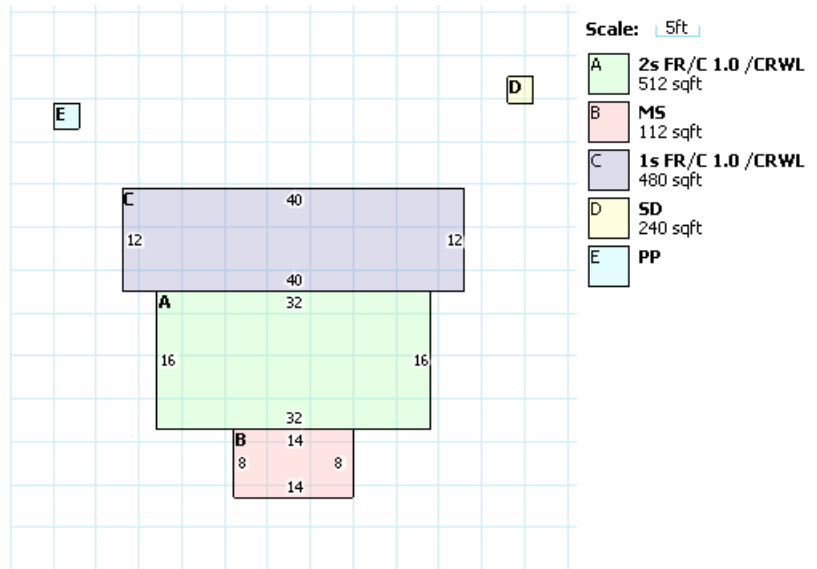 Scale: 5ft
A 2s FR/C 1.0 /CRWL
512 sqft
B MS
112 sqft
C 1s FR/C 1.0 /CRWL
480 sqft
D SD
240 sqft
E PP
D
E
C 40
12 12
40
A 32
16 16
32
B 14
8 8
14